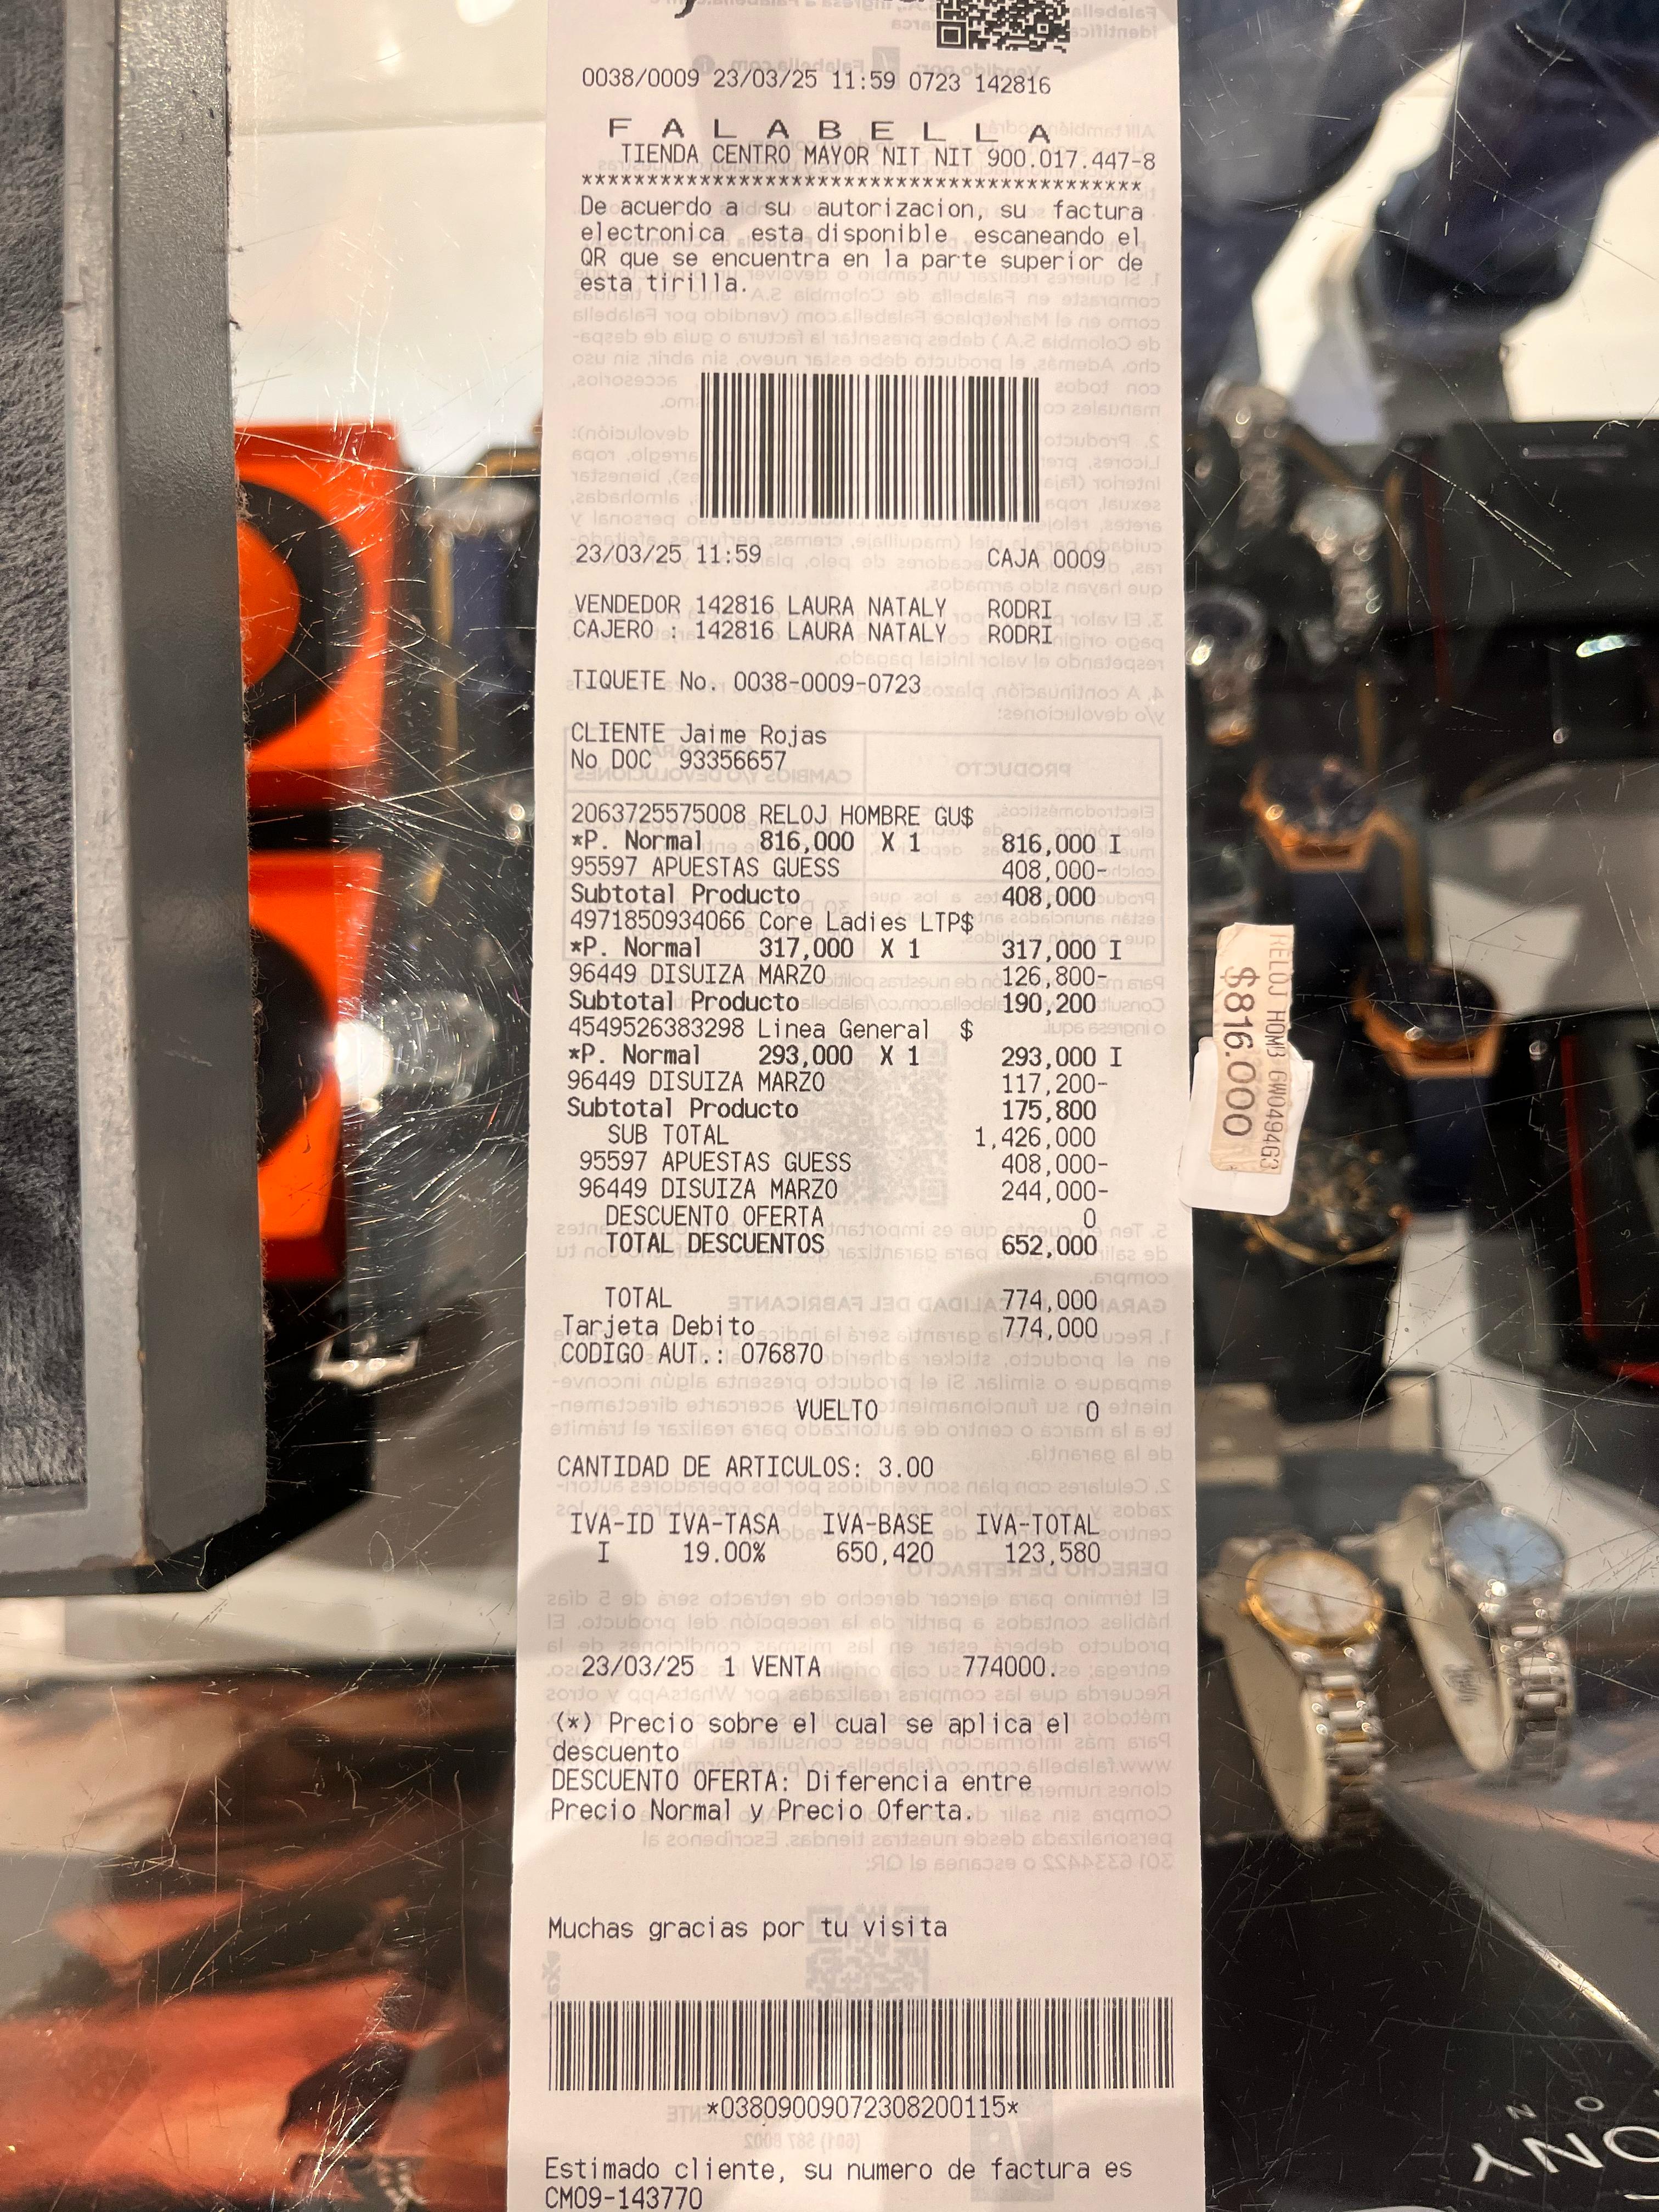 0038/0009 23/03/25 11:59 0723 142816
F A L A B E L L A
TIENDA CENTRO MAYOR NIT NIT 900.017.447-8
*******************************************
De acuerdo a su autorizacion, su factura
electronica esta disponible escaneando el
QR que se encuentra en la parte superior de
esta tirilla.
23/03/25 11:59 CAJA 0009
VENDEDOR 142816 LAURA NATALY RODRI
CAJERO : 142816 LAURA NATALY RODRI
TIQUETE No. 0038-0009-0723
CLIENTE Jaime Rojas
No DOC 93356657
2063725575008 RELOJ HOMBRE GU$
*P. Normal 816,000 X 1 816,000 I
95597 APUESTAS GUESS 408,000-
Subtotal Producto 408,000
4971850934066 Core Ladies LTP$
*P. Normal 317,000 X 1 317,000 I
96449 DISUIZA MARZO 126,800-
Subtotal Producto 190,200
4549526383298 Linea General $
*P. Normal 293,000 X 1 293,000 I
96449 DISUIZA MARZO 117,200-
Subtotal Producto 175,800
SUB TOTAL 1,426,000
95597 APUESTAS GUESS 408,000-
96449 DISUIZA MARZO 244,000-
DESCUENTO OFERTA 0
TOTAL DESCUENTOS 652,000
TOTAL 774,000
Tarjeta Debito 774,000
CODIGO AUT.: 076870
VUELTO 0
CANTIDAD DE ARTICULOS: 3.00
IVA-ID IVA-TASA IVA-BASE IVA-TOTAL
I 19.00% 650,420 123,580
23/03/25 1 VENTA 774000.
(*) Precio sobre el cual se aplica el
descuento
DESCUENTO OFERTA: Diferencia entre
Precio Normal y Precio Oferta.
Muchas gracias por tu visita
*03809009072308200115*
Estimado cliente, su numero de factura es
CM09-143770
RELOJ HOMB GW0494G3
$816.000